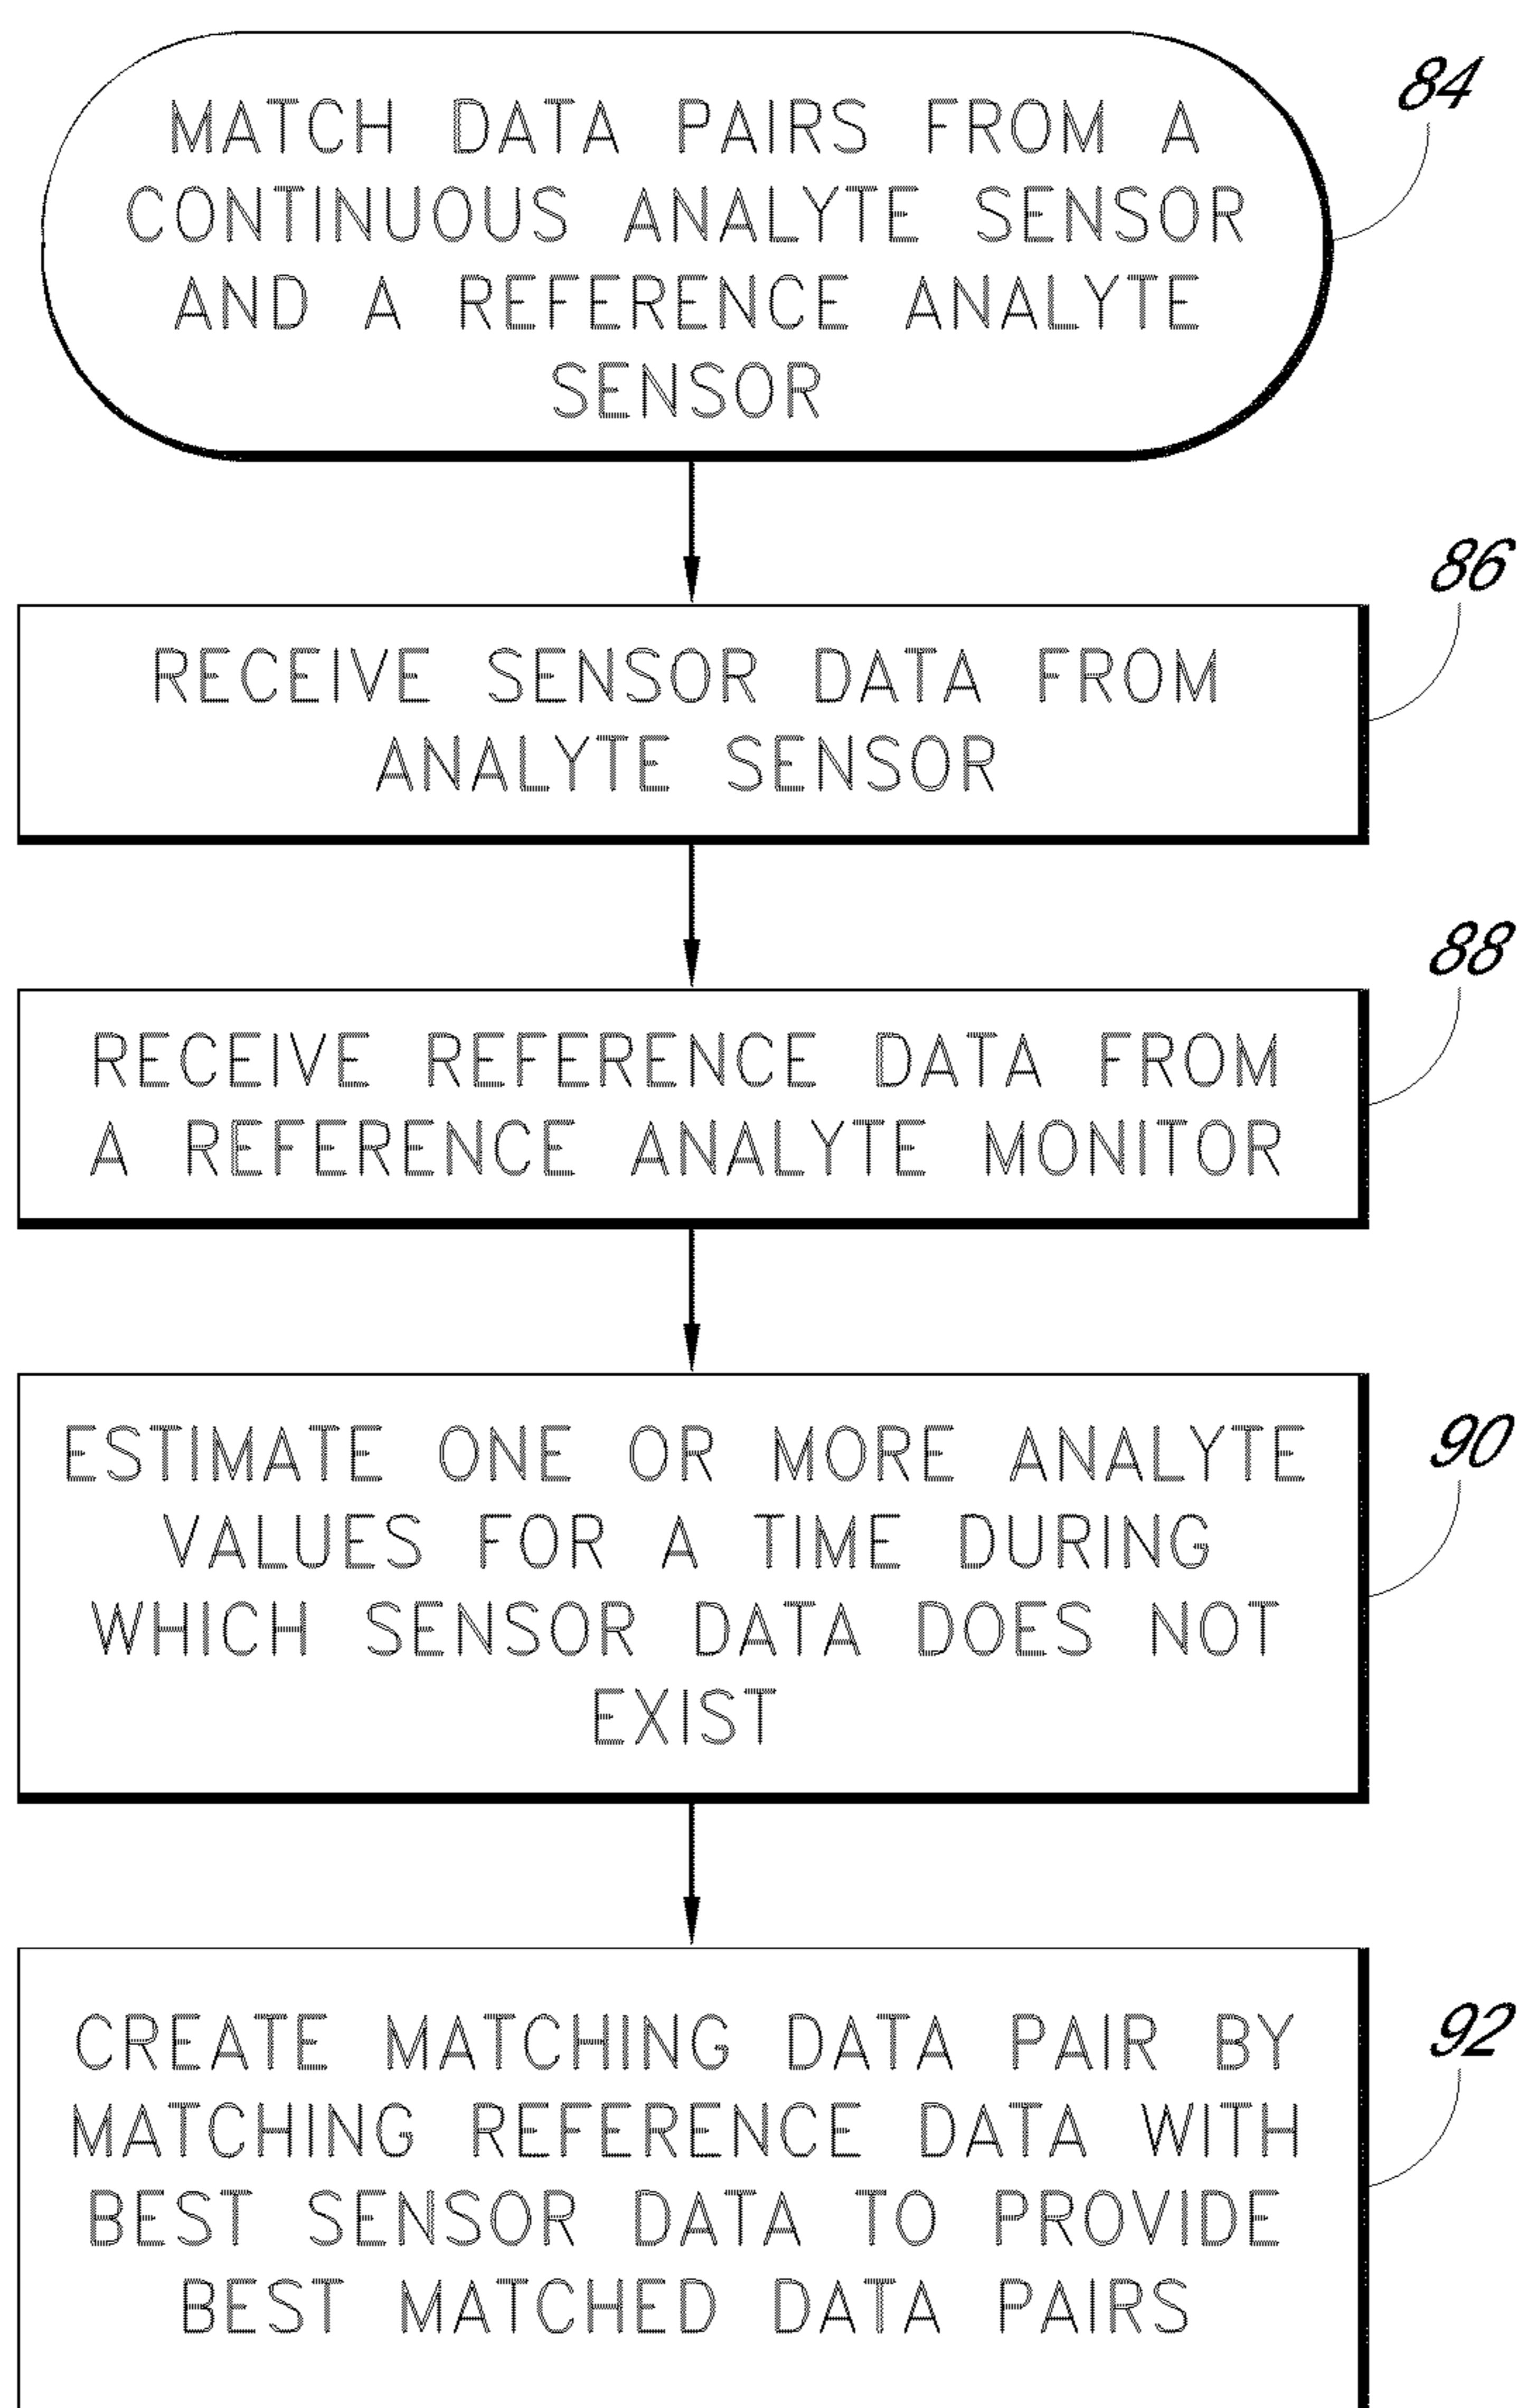 84
MATCH DATA PAIRS FROM A
CONTINUOUS ANALYTE SENSOR
AND A REFERENCE ANALYTE
SENSOR
86
RECEIVE SENSOR DATA FROM
ANALYTE SENSOR
88
RECEIVE REFERENCE DATA FROM
A REFERENCE ANALYTE MONITOR
90
ESTIMATE ONE OR MORE ANALYTE
VALUES FOR A TIME DURING
WHICH SENSOR DATA DOES NOT
EXIST
92
CREATE MATCHING DATA PAIR BY
MATCHING REFERENCE DATA WITH
BEST SENSOR DATA TO PROVIDE
BEST MATCHED DATA PAIRS